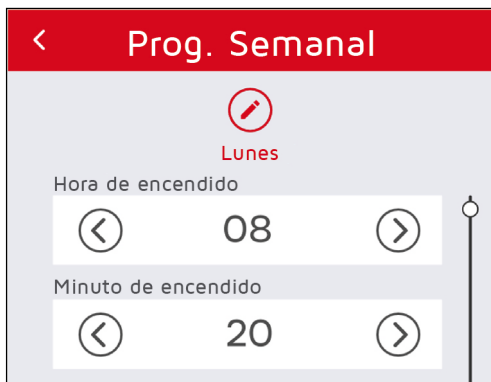 Prog. Semanal
Lunes
Hora de encendido
08
Minuto de encendido
20